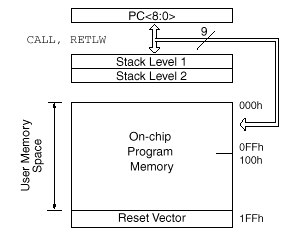 PC<8:0>
9
CALL, RETLW
Stack Level 1
Stack Level 2
000h
User Memory
Space
On-chip
Program
Memory
0FFh
100h
Reset Vector
1FFh